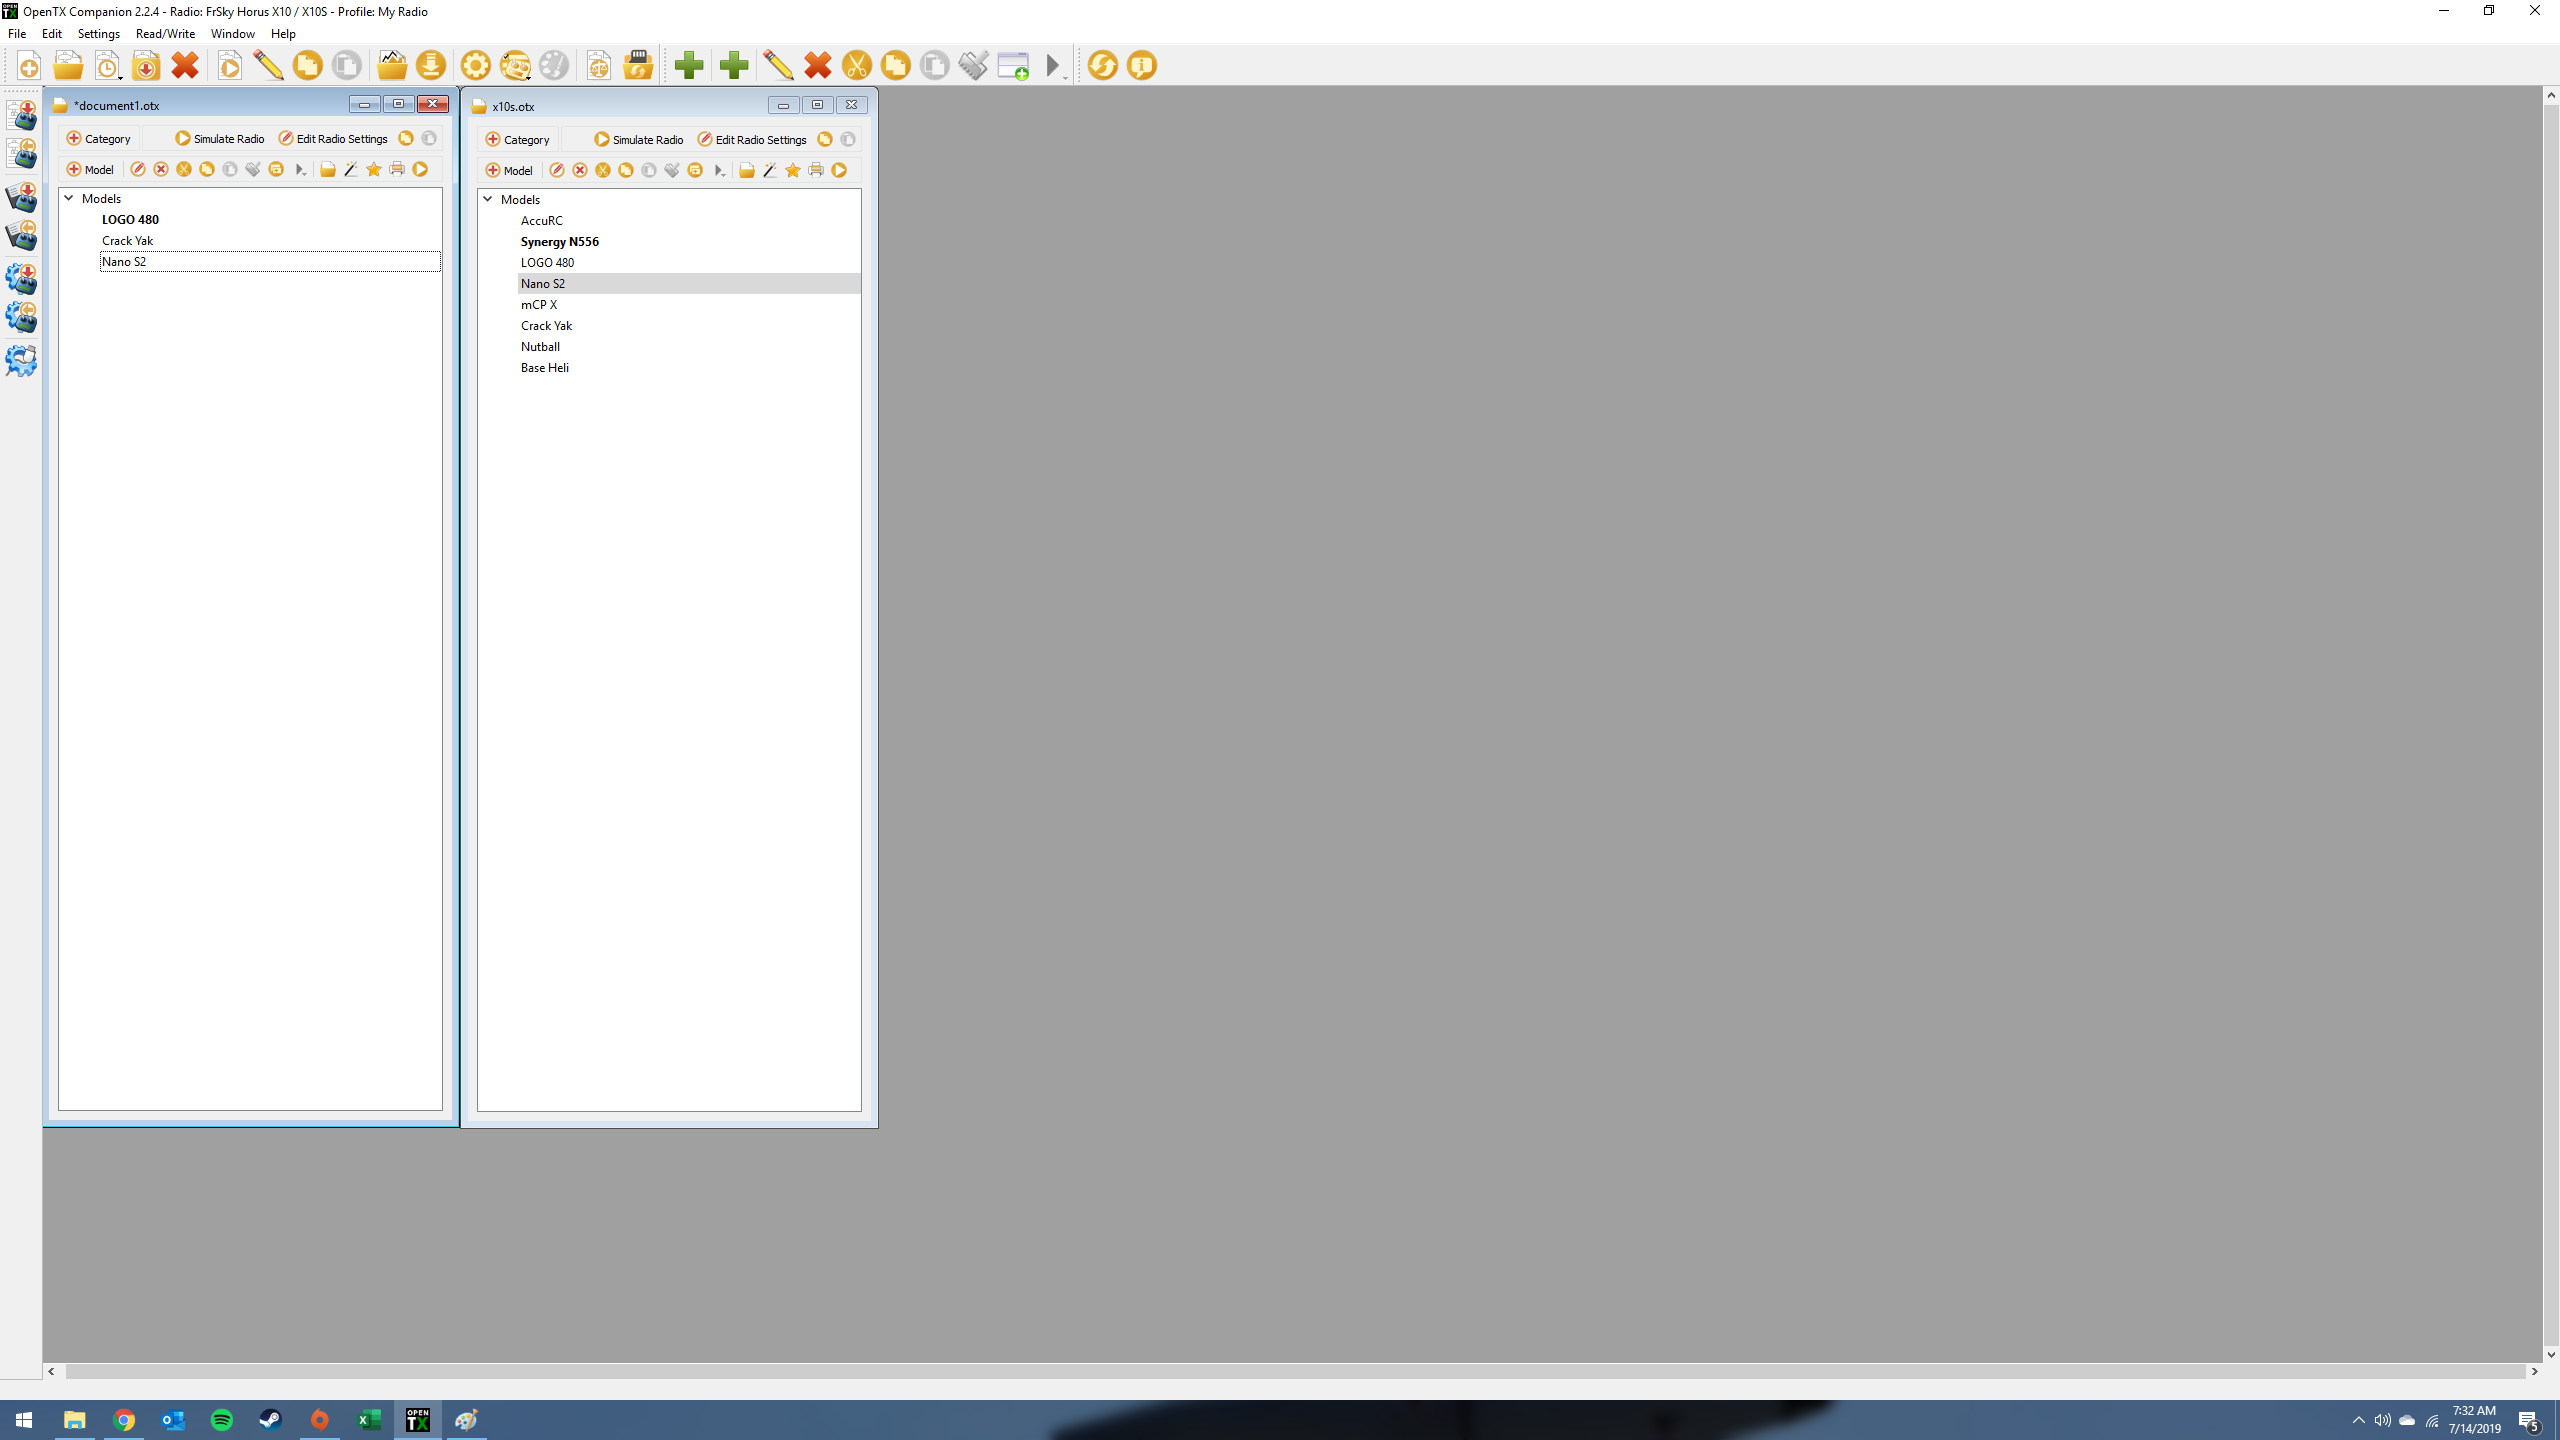 OpenTX Companion 2.2.4 - Radio: FrSky Horus X10 / X10S - Profile: My Radio
File Edit Settings Read/Write Window Help
*document1.otx
Category Simulate Radio Edit Radio Settings
Model
Models
LOGO 480
Crack Yak
Nano S2
x10s.otx
Category Simulate Radio Edit Radio Settings
Model
Models
AccuRC
Synergy N556
LOGO 480
Nano S2
mCP X
Crack Yak
Nutball
Base Heli
OPEN
TX
7:32 AM
7/14/2019
5